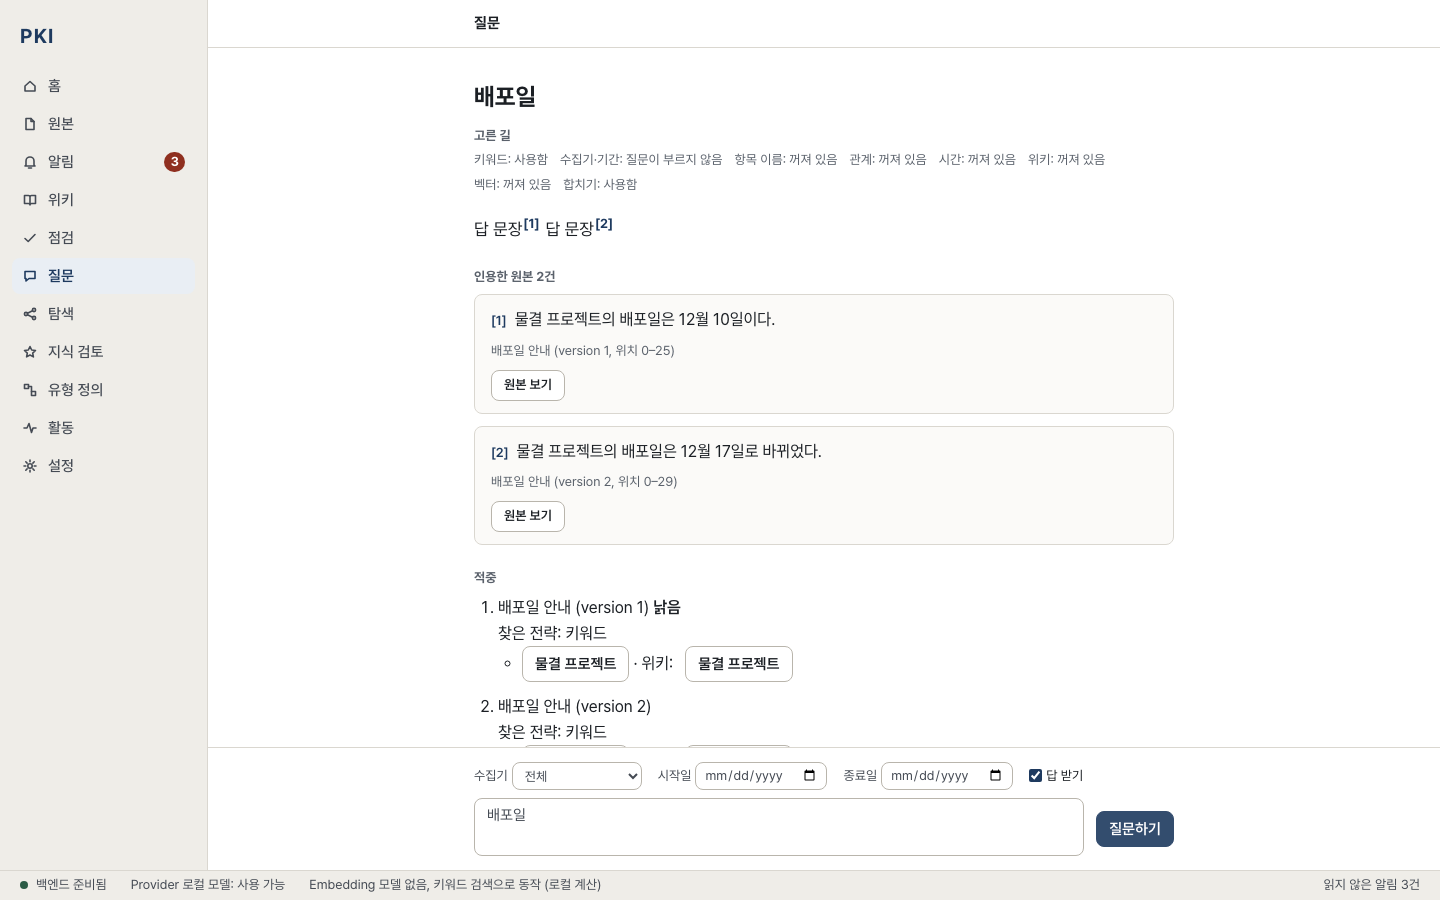 PKI
홈
원본
알림 3
위키
점검
질문
탐색
지식 검토
유형 정의
활동
설정
질문
배포일
고른 길
키워드: 사용함 수집기·기간: 질문이 부르지 않음 항목 이름: 꺼져 있음 관계: 꺼져 있음 시간: 꺼져 있음 위키: 꺼져 있음
벡터: 꺼져 있음 합치기: 사용함
답 문장[1] 답 문장[2]
인용한 원본 2건
[1] 물결 프로젝트의 배포일은 12월 10일이다.
배포일 안내 (version 1, 위치 0–25)
원본 보기
[2] 물결 프로젝트의 배포일은 12월 17일로 바뀌었다.
배포일 안내 (version 2, 위치 0–29)
원본 보기
적중
1. 배포일 안내 (version 1) 낡음
찾은 전략: 키워드
물결 프로젝트 · 위키: 물결 프로젝트
2. 배포일 안내 (version 2)
찾은 전략: 키워드
수집기 전체 시작일 mm/dd/yyyy 종료일 mm/dd/yyyy 답 받기
배포일
질문하기
백엔드 준비됨 Provider 로컬 모델: 사용 가능 Embedding 모델 없음, 키워드 검색으로 동작 (로컬 계산) 읽지 않은 알림 3건